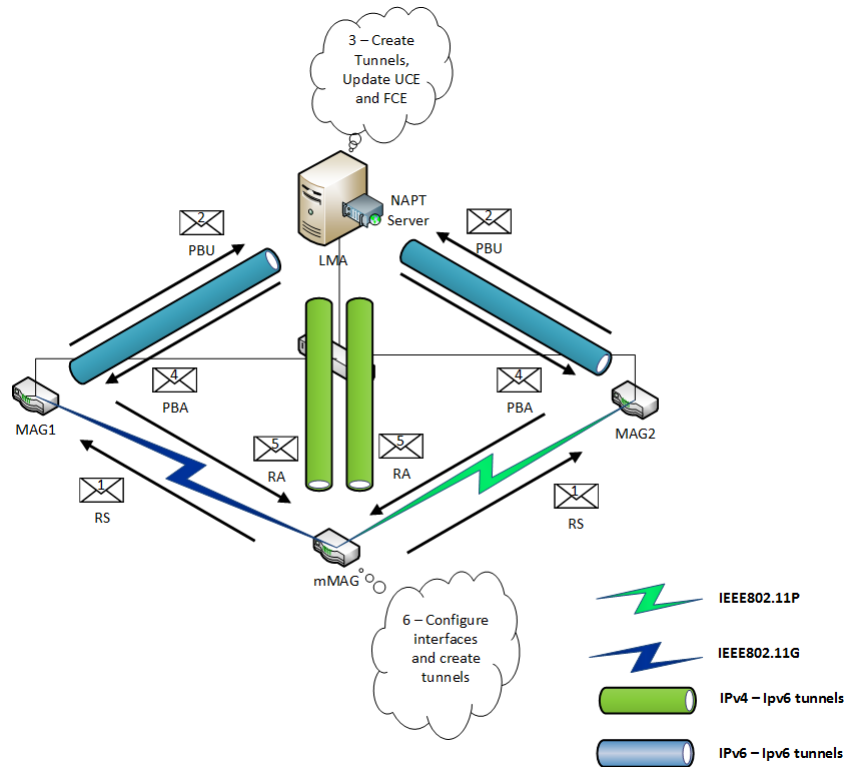 3 – Create
Tunnels,
Update UCE
and FCE
NAPT
Server
LMA
2
PBU
2
PBU
4
PBA
4
PBA
MAG1
MAG2
5
RA
5
RA
1
RS
1
RS
mMAG
6 – Configure
interfaces
and create
tunnels
IEEE802.11P
IEEE802.11G
IPv4 – Ipv6 tunnels
IPv6 – Ipv6 tunnels